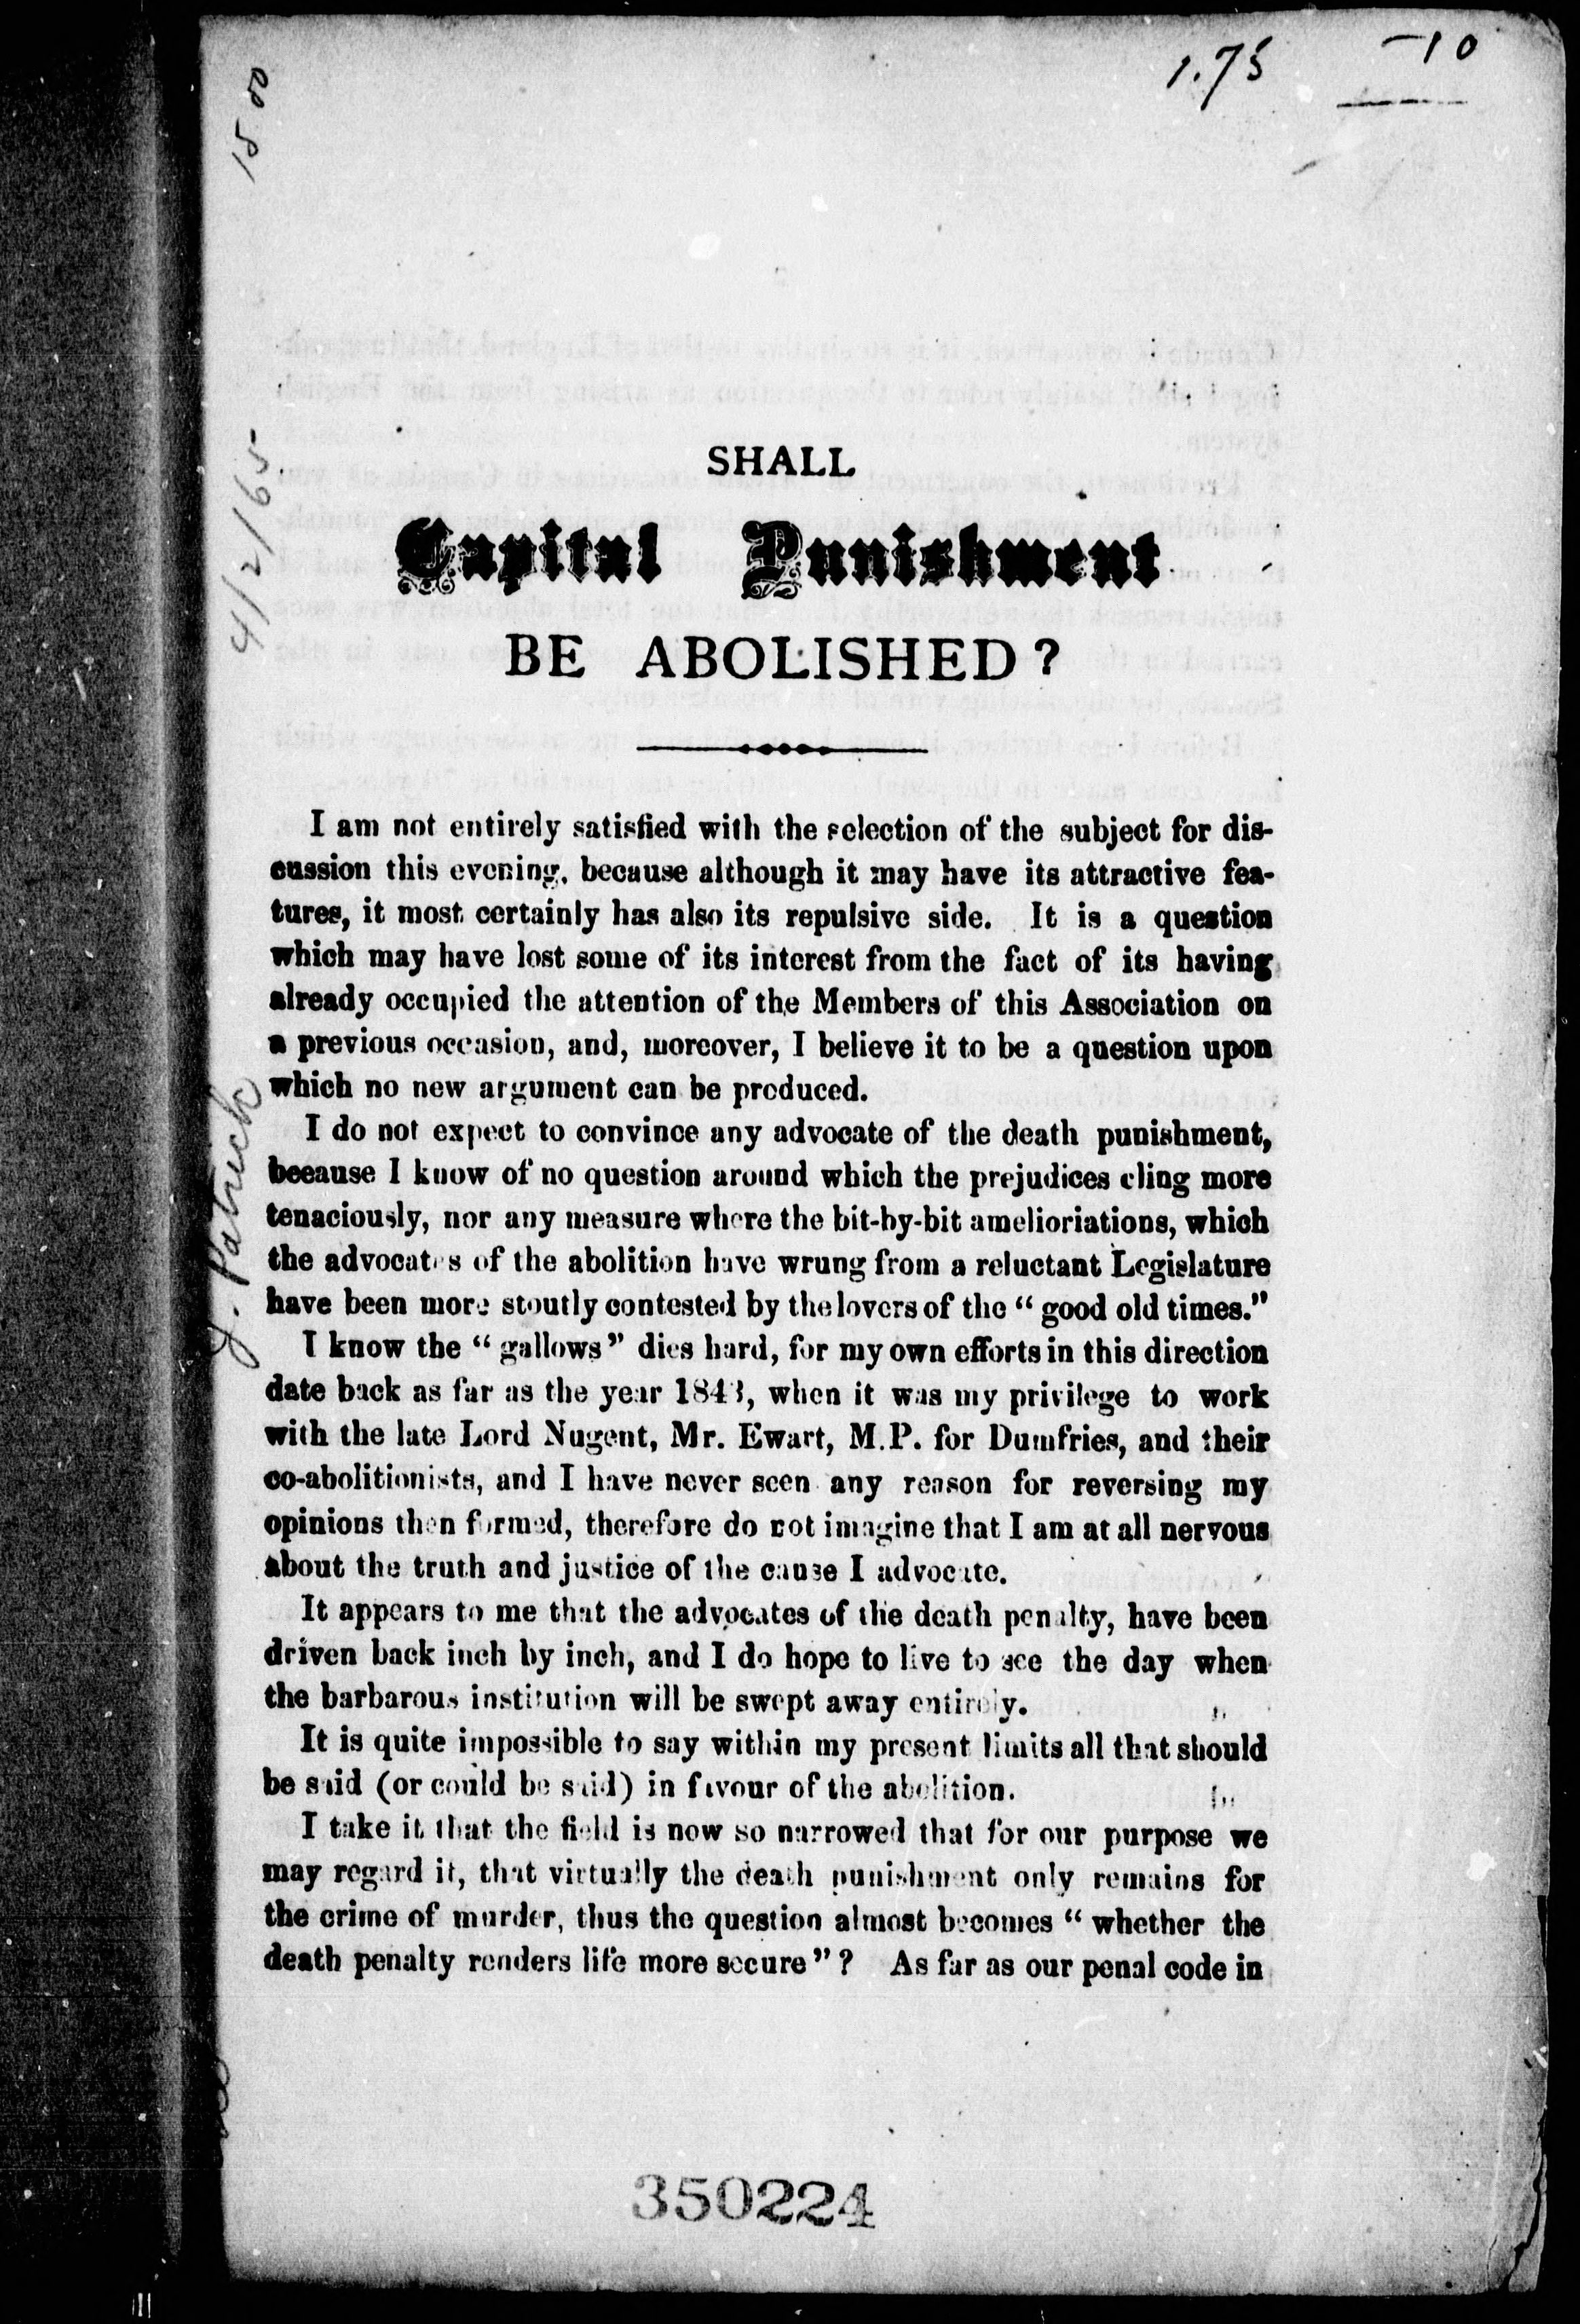 1.75
-10
15 00
4/2/65
J. Patrick
SHALL
Capital Punishment
BE ABOLISHED?
I am not entirely satisfied with the selection of the subject for dis-
cussion this evening, because although it may have its attractive fea-
tures, it most certainly has also its repulsive side. It is a question
which may have lost some of its interest from the fact of its having
already occupied the attention of the Members of this Association on
a previous occasion, and, moreover, I believe it to be a question upon
which no new argument can be produced.
I do not expect to convince any advocate of the death punishment,
beeause I know of no question around which the prejudices cling more
tenaciously, nor any measure where the bit-by-bit amelioriations, which
the advocates of the abolition have wrung from a reluctant Legislature
have been more stoutly contested by the lovers of the “good old times.”
I know the “gallows” dies hard, for my own efforts in this direction
date back as far as the year 1843, when it was my privilege to work
with the late Lord Nugent, Mr. Ewart, M.P. for Dumfries, and their
co-abolitionists, and I have never seen any reason for reversing my
opinions then formed, therefore do not imagine that I am at all nervous
about the truth and justice of the cause I advocate.
It appears to me that the advocates of the death penalty, have been
driven back inch by inch, and I do hope to live to see the day when
the barbarous institution will be swept away entirely.
It is quite impossible to say within my present limits all that should
be said (or could be said) in favour of the abolition.
I take it that the field is now so narrowed that for our purpose we
may regard it, that virtually the death punishment only remains for
the crime of murder, thus the question almost becomes “whether the
death penalty renders life more secure”? As far as our penal code in
350224